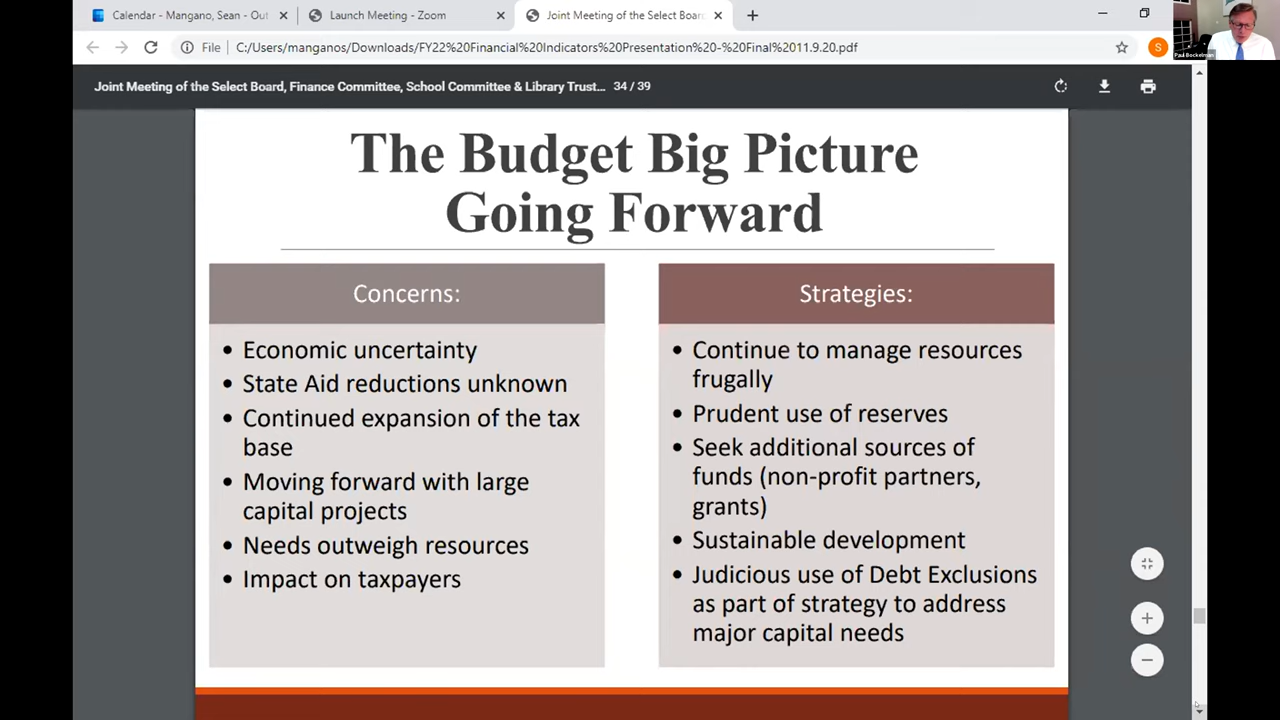 Calendar - Mangano, Sean - Out
Launch Meeting - Zoom
Joint Meeting of the Select Board
File
C:/Users/manganos/Downloads/FY22%20Financial%20Indicators%20Presentation%20-%20Final%2011.9.20.pdf
S
Paul Bockelman
Joint Meeting of the Select Board, Finance Committee, School Committee & Library Trust... 34 / 39
The Budget Big Picture
Going Forward
Concerns:
• Economic uncertainty
• State Aid reductions unknown
• Continued expansion of the tax
base
• Moving forward with large
capital projects
• Needs outweigh resources
• Impact on taxpayers
Strategies:
• Continue to manage resources
frugally
• Prudent use of reserves
• Seek additional sources of
funds (non-profit partners,
grants)
• Sustainable development
• Judicious use of Debt Exclusions
as part of strategy to address
major capital needs